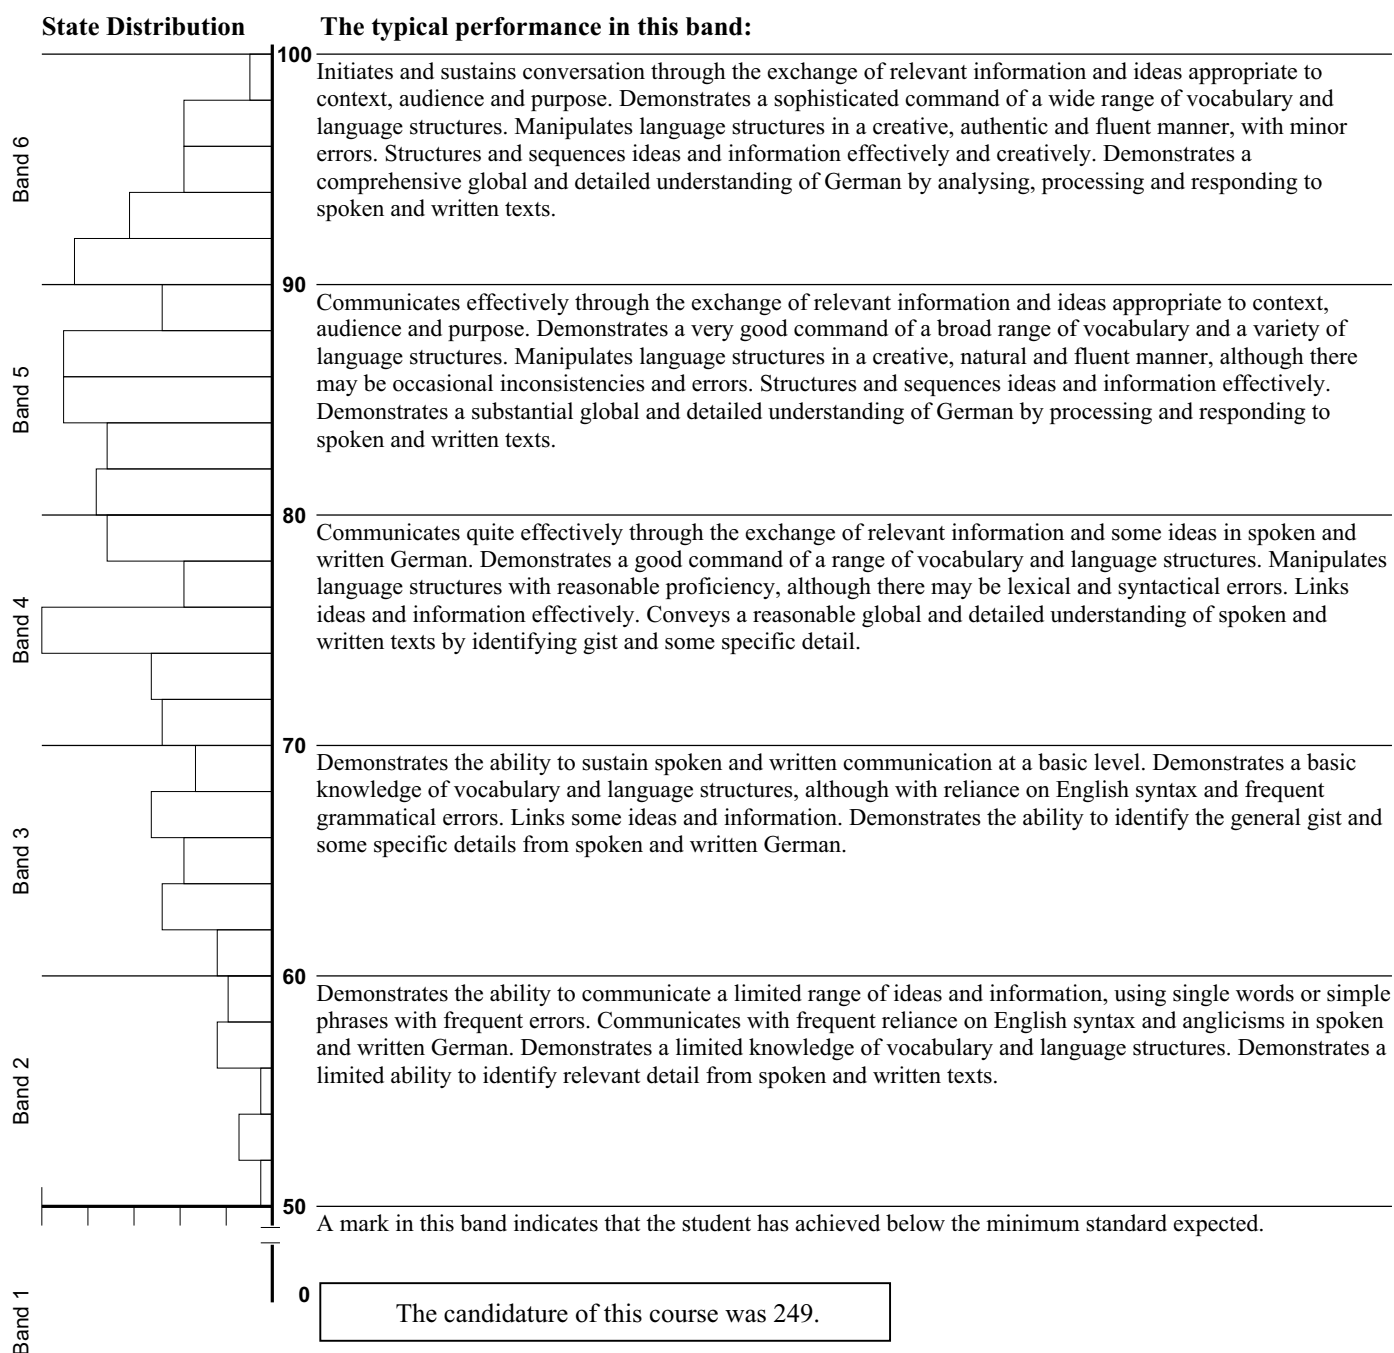 State Distribution
The typical performance in this band:
100
Band 6
Initiates and sustains conversation through the exchange of relevant information and ideas appropriate to
context, audience and purpose. Demonstrates a sophisticated command of a wide range of vocabulary and
language structures. Manipulates language structures in a creative, authentic and fluent manner, with minor
errors. Structures and sequences ideas and information effectively and creatively. Demonstrates a
comprehensive global and detailed understanding of German by analysing, processing and responding to
spoken and written texts.
90
Band 5
Communicates effectively through the exchange of relevant information and ideas appropriate to context,
audience and purpose. Demonstrates a very good command of a broad range of vocabulary and a variety of
language structures. Manipulates language structures in a creative, natural and fluent manner, although there
may be occasional inconsistencies and errors. Structures and sequences ideas and information effectively.
Demonstrates a substantial global and detailed understanding of German by processing and responding to
spoken and written texts.
80
Band 4
Communicates quite effectively through the exchange of relevant information and some ideas in spoken and
written German. Demonstrates a good command of a range of vocabulary and language structures. Manipulates
language structures with reasonable proficiency, although there may be lexical and syntactical errors. Links
ideas and information effectively. Conveys a reasonable global and detailed understanding of spoken and
written texts by identifying gist and some specific detail.
70
Band 3
Demonstrates the ability to sustain spoken and written communication at a basic level. Demonstrates a basic
knowledge of vocabulary and language structures, although with reliance on English syntax and frequent
grammatical errors. Links some ideas and information. Demonstrates the ability to identify the general gist and
some specific details from spoken and written German.
60
Band 2
Demonstrates the ability to communicate a limited range of ideas and information, using single words or simple
phrases with frequent errors. Communicates with frequent reliance on English syntax and anglicisms in spoken
and written German. Demonstrates a limited knowledge of vocabulary and language structures. Demonstrates a
limited ability to identify relevant detail from spoken and written texts.
50
A mark in this band indicates that the student has achieved below the minimum standard expected.
0
Band 1
The candidature of this course was 249.